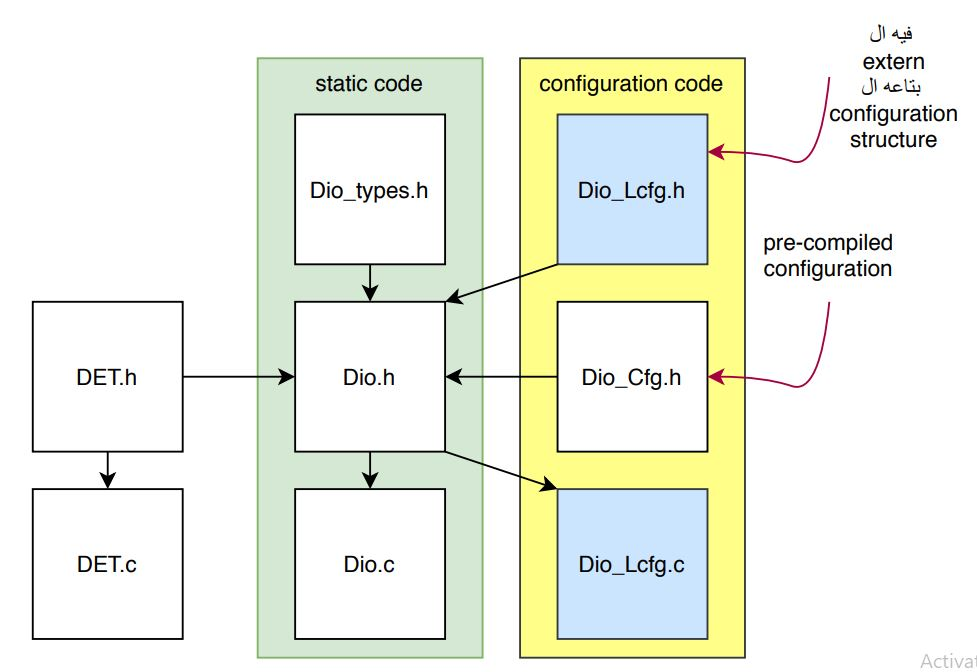 فيه ال
extern
بتاعه ال
configuration
structure
static code
configuration code
Dio_types.h
Dio_Lcfg.h
pre-compiled
configuration
DET.h
Dio.h
Dio_Cfg.h
DET.c
Dio.c
Dio_Lcfg.c